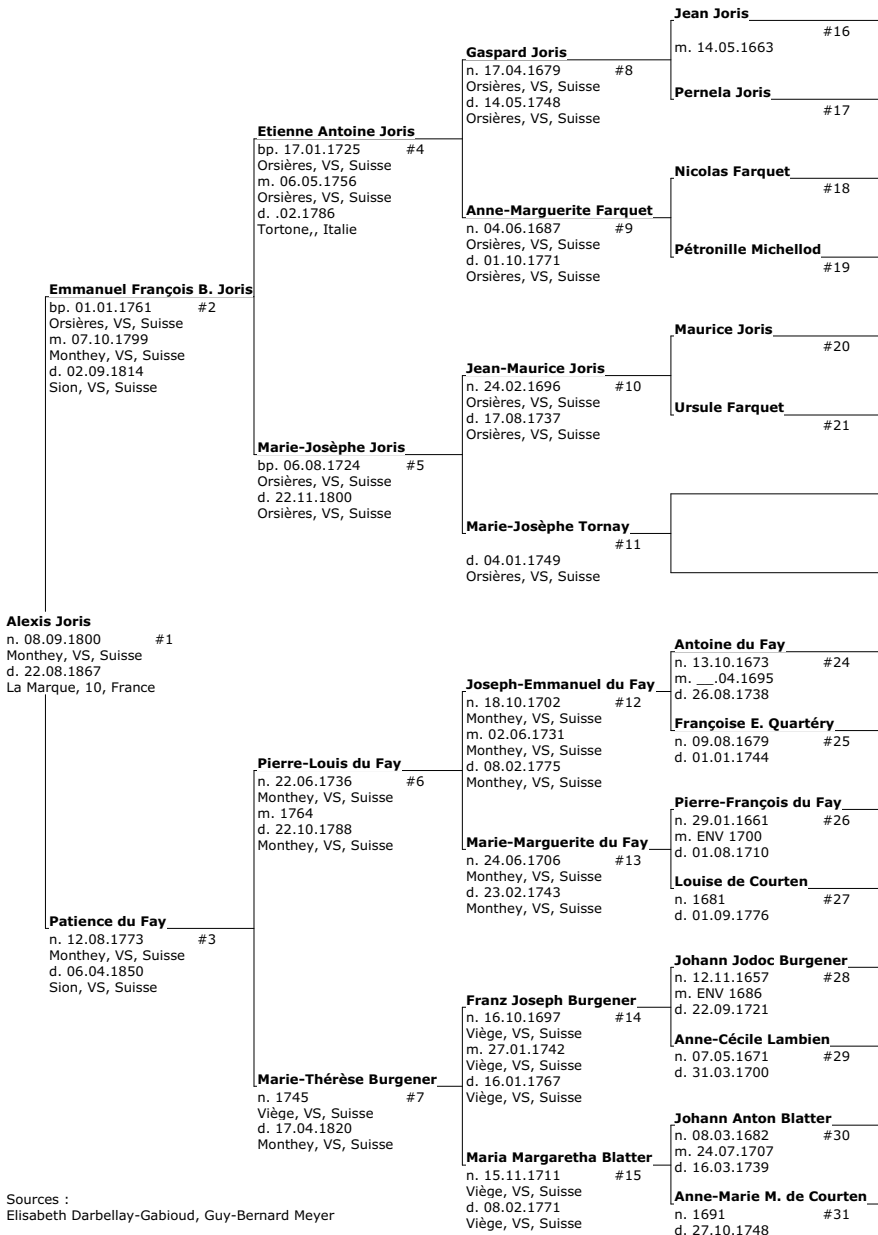 Jean Joris
#16
m. 14.05.1663
Gaspard Joris
n. 17.04.1679 #8
Orsières, VS, Suisse
d. 14.05.1748
Orsières, VS, Suisse
Pernela Joris
#17
Etienne Antoine Joris
bp. 17.01.1725 #4
Orsières, VS, Suisse
m. 06.05.1756
Orsières, VS, Suisse
d. .02.1786
Tortone,, Italie
Nicolas Farquet
#18
Anne-Marguerite Farquet
n. 04.06.1687 #9
Orsières, VS, Suisse
d. 01.10.1771
Orsières, VS, Suisse
Pétronille Michellod
#19
Emmanuel François B. Joris
bp. 01.01.1761 #2
Orsières, VS, Suisse
m. 07.10.1799
Monthey, VS, Suisse
d. 02.09.1814
Sion, VS, Suisse
Maurice Joris
#20
Jean-Maurice Joris
n. 24.02.1696 #10
Orsières, VS, Suisse
d. 17.08.1737
Orsières, VS, Suisse
Ursule Farquet
#21
Marie-Josèphe Joris
bp. 06.08.1724 #5
Orsières, VS, Suisse
d. 22.11.1800
Orsières, VS, Suisse
Marie-Josèphe Tornay
#11
d. 04.01.1749
Orsières, VS, Suisse
Alexis Joris
n. 08.09.1800 #1
Monthey, VS, Suisse
d. 22.08.1867
La Marque, 10, France
Antoine du Fay
n. 13.10.1673 #24
m. __.04.1695
d. 26.08.1738
Joseph-Emmanuel du Fay
n. 18.10.1702 #12
Monthey, VS, Suisse
m. 02.06.1731
Monthey, VS, Suisse
d. 08.02.1775
Monthey, VS, Suisse
Françoise E. Quartéry
n. 09.08.1679 #25
d. 01.01.1744
Pierre-Louis du Fay
n. 22.06.1736 #6
Monthey, VS, Suisse
m. 1764
d. 22.10.1788
Monthey, VS, Suisse
Pierre-François du Fay
n. 29.01.1661 #26
m. ENV 1700
d. 01.08.1710
Marie-Marguerite du Fay
n. 24.06.1706 #13
Monthey, VS, Suisse
d. 23.02.1743
Monthey, VS, Suisse
Louise de Courten
n. 1681 #27
d. 01.09.1776
Patience du Fay
n. 12.08.1773 #3
Monthey, VS, Suisse
d. 06.04.1850
Sion, VS, Suisse
Johann Jodoc Burgener
n. 12.11.1657 #28
m. ENV 1686
d. 22.09.1721
Franz Joseph Burgener
n. 16.10.1697 #14
Viège, VS, Suisse
m. 27.01.1742
Viège, VS, Suisse
d. 16.01.1767
Viège, VS, Suisse
Anne-Cécile Lambien
n. 07.05.1671 #29
d. 31.03.1700
Marie-Thérèse Burgener
n. 1745 #7
Viège, VS, Suisse
d. 17.04.1820
Monthey, VS, Suisse
Johann Anton Blatter
n. 08.03.1682 #30
m. 24.07.1707
d. 16.03.1739
Maria Margaretha Blatter
n. 15.11.1711 #15
Viège, VS, Suisse
d. 08.02.1771
Viège, VS, Suisse
Anne-Marie M. de Courten
n. 1691 #31
d. 27.10.1748
Sources :
Elisabeth Darbellay-Gabioud, Guy-Bernard Meyer